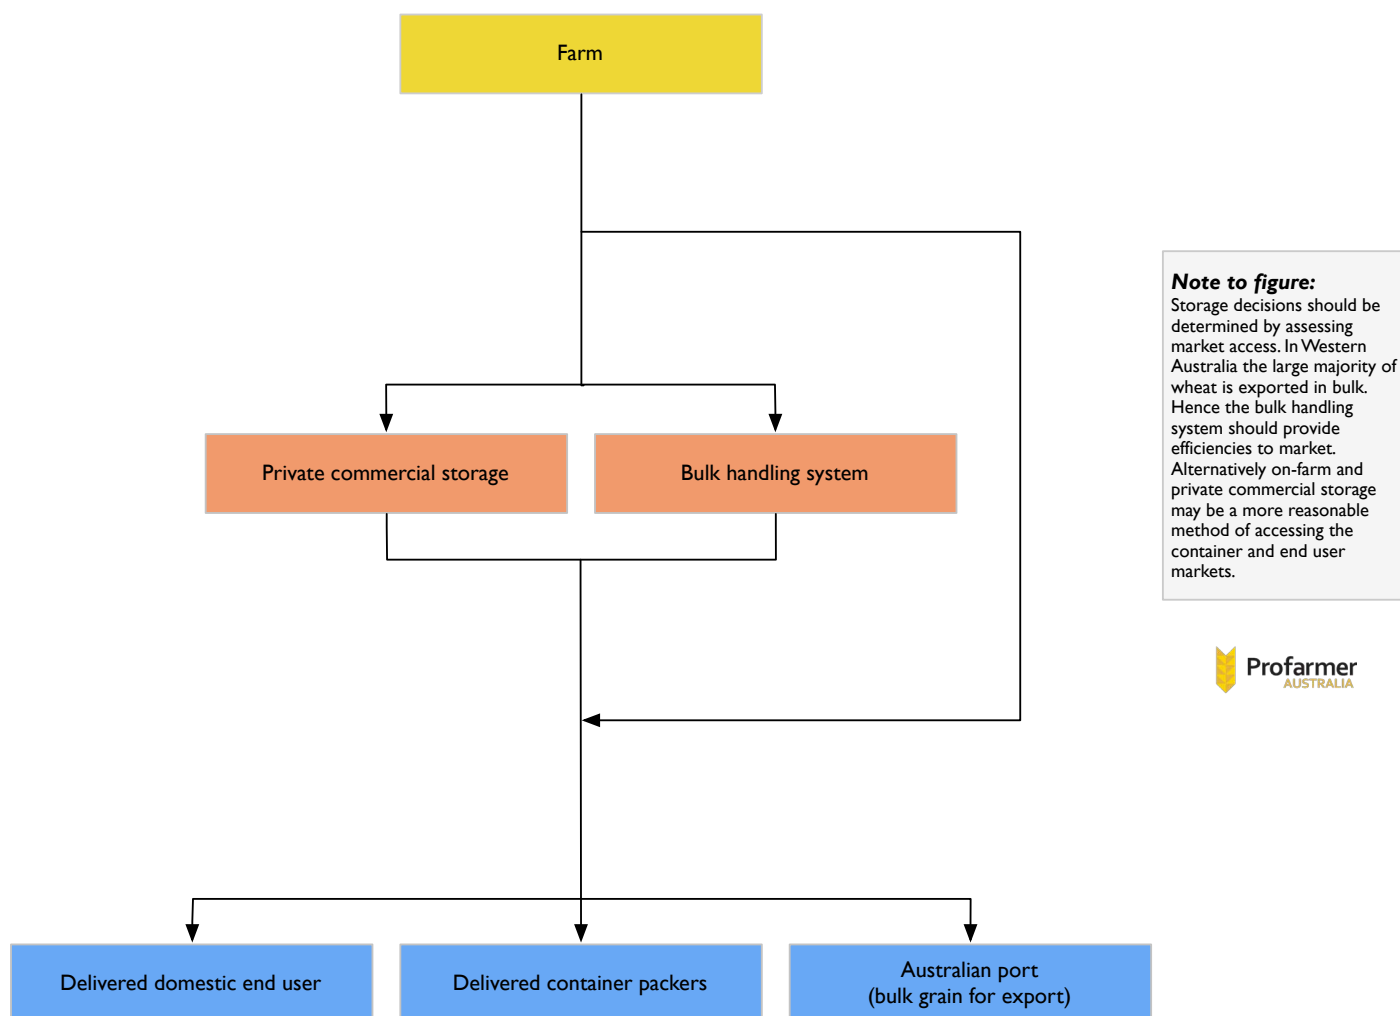 Farm
Note to figure:
Storage decisions should be
determined by assessing
market access. In Western
Australia the large majority of
wheat is exported in bulk.
Hence the bulk handling
system should provide
efficiencies to market.
Alternatively on-farm and
private commercial storage
may be a more reasonable
method of accessing the
container and end user
markets.
Private commercial storage
Bulk handling system
Profarmer
AUSTRALIA
Delivered domestic end user
Delivered container packers
Australian port
(bulk grain for export)